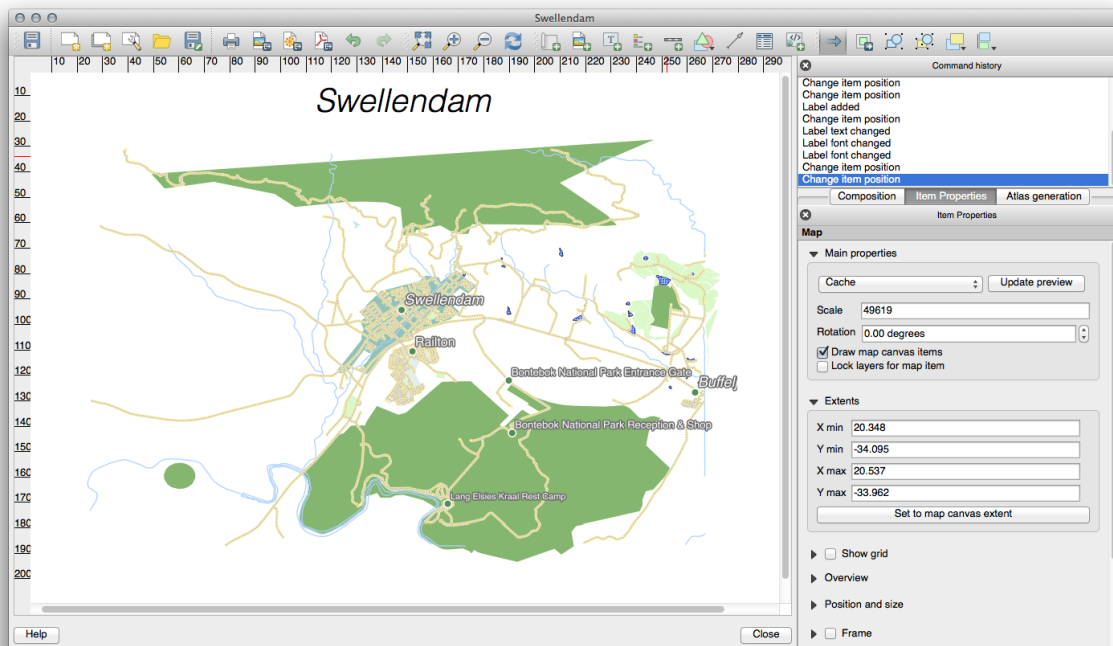 Swellendam
10 20 30 40 50 60 70 80 90 100 110 120 130 140 150 160 170 180 190 200 210 220 230 240 250 260 270 280 290
10
20
30
40
50
60
70
80
90
100
110
120
130
140
150
160
170
180
190
200
Swellendam
Swellendam
Railton
Bontebok National Park Entrance Gate
Buffelj
Bontebok National Park Reception & Shop
Lang Elsies Kraal Rest Camp
Help
Close
Command history
Change item position
Change item position
Label added
Change item position
Label text changed
Label font changed
Label font changed
Change item position
Change item position
Composition Item Properties Atlas generation
Item Properties
Map
Main properties
Cache Update preview
Scale 49619
Rotation 0.00 degrees
Draw map canvas items
Lock layers for map item
Extents
X min 20.348
Y min -34.095
X max 20.537
Y max -33.962
Set to map canvas extent
Show grid
Overview
Position and size
Frame